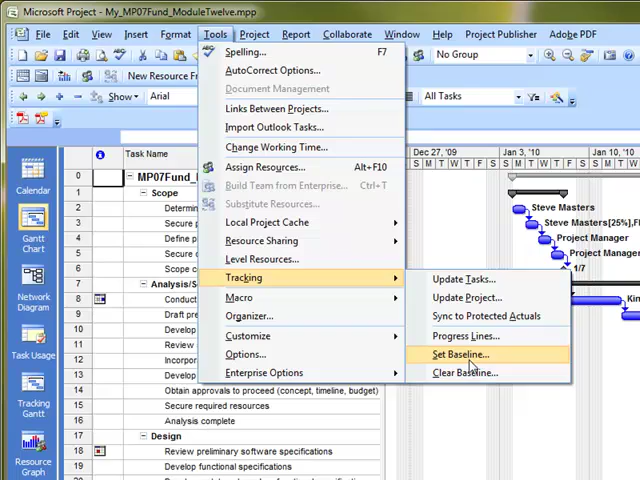 Microsoft Project - My_MP07Fund_ModuleTwelve.mpp
File Edit View Insert Format Tools Project Report Collaborate Window Help Project Publisher Adobe PDF
No Group
New Resource Fr
Show Arial All Tasks
Spelling... F7
AutoCorrect Options...
Document Management
Links Between Projects...
Import Outlook Tasks...
Change Working Time...
Assign Resources... Alt+F10
Build Team from Enterprise... Ctrl+T
Substitute Resources...
Local Project Cache
Resource Sharing
Level Resources...
Tracking
Macro
Organizer...
Customize
Options...
Enterprise Options
Update Tasks...
Update Project...
Sync to Protected Actuals
Progress Lines...
Set Baseline...
Clear Baseline...
Calendar
Gantt Chart
Network Diagram
Task Usage
Tracking Gantt
Resource Graph
Task Name
Dec 27, '09 Jan 3, '10 Jan 10, '10
S M T W T F S S M T W T F S S M T W
0 MP07Fund_
1 Scope
2 Determi
3 Secure p
4 Define p
5 Secure
6 Scope
7 Analysis/S
8 Conduct
9 Draft pre
10 Develop
11 Review
12 Incorpor
13 Develop
14 Obtain approvals to proceed (concept, timeline, budget)
15 Secure required resources
16 Analysis complete
17 Design
18 Review preliminary software specifications
19 Develop functional specifications
Steve Masters
Steve Masters[25%],F
Project Manager
Project Manager
1/7
Kin